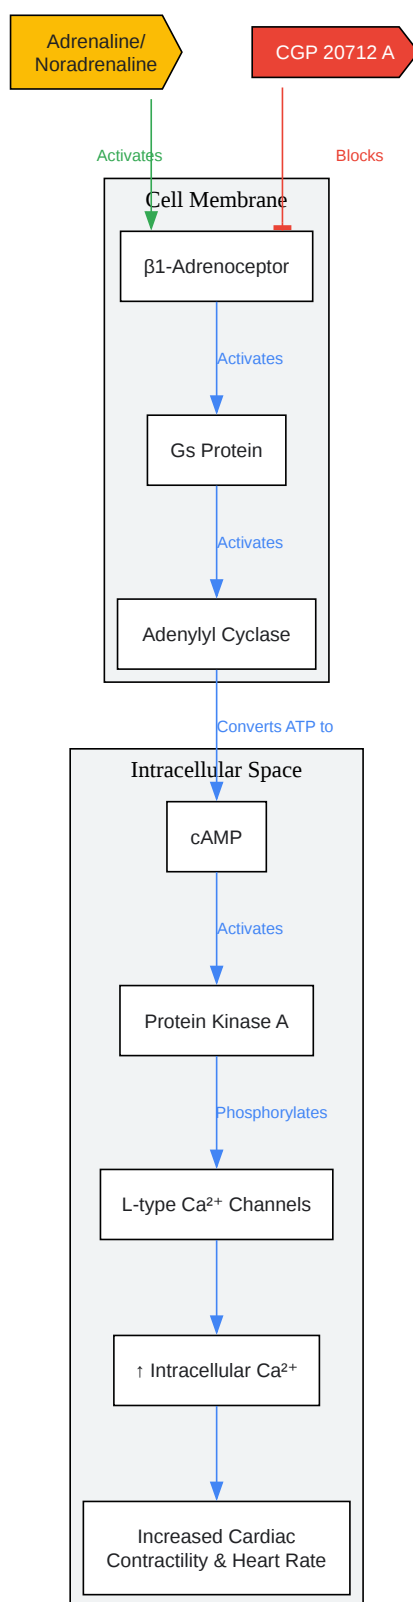 Adrenaline/
Noradrenaline
CGP 20712 A
Activates
Blocks
Cell Membrane
β1-Adrenoceptor
Activates
Gs Protein
Activates
Adenylyl Cyclase
Converts ATP to
Intracellular Space
cAMP
Activates
Protein Kinase A
Phosphorylates
L-type Ca²⁺ Channels
↑ Intracellular Ca²⁺
Increased Cardiac
Contractility & Heart Rate